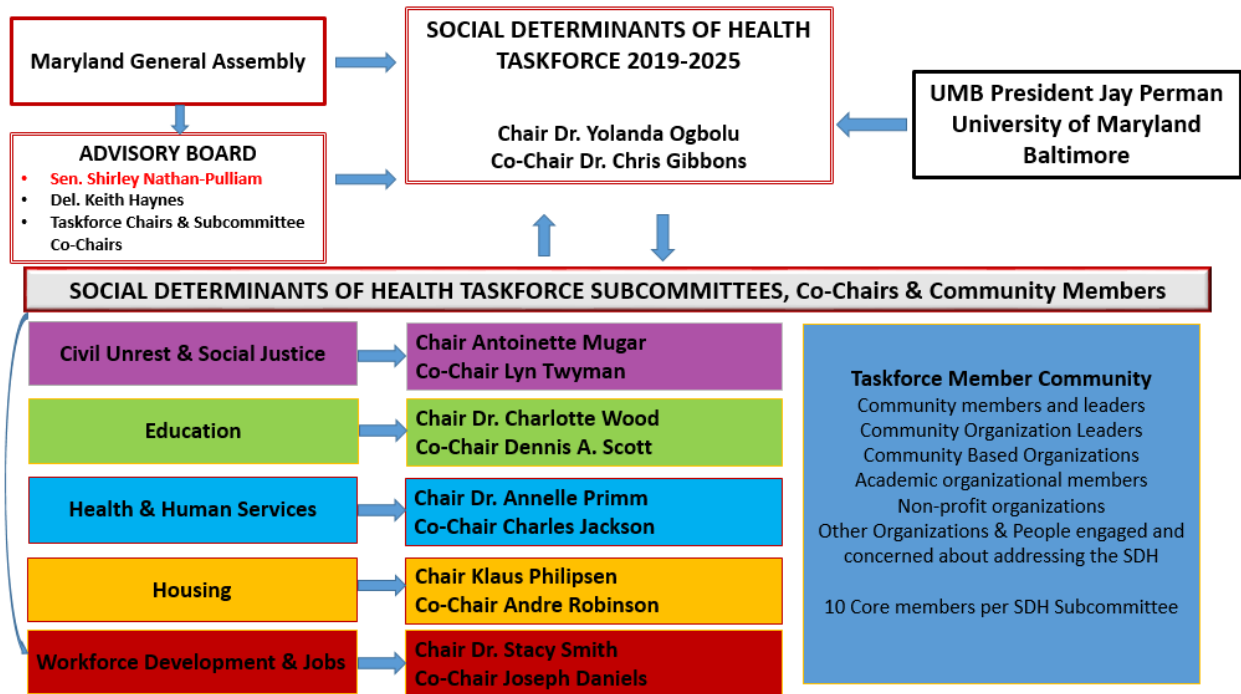 Maryland General Assembly
SOCIAL DETERMINANTS OF HEALTH
TASKFORCE 2019-2025
Chair Dr. Yolanda Ogbolu
Co-Chair Dr. Chris Gibbons
UMB President Jay Perman
University of Maryland
Baltimore
ADVISORY BOARD
• Sen. Shirley Nathan-Pulliam
• Del. Keith Haynes
• Taskforce Chairs & Subcommittee
Co-Chairs
SOCIAL DETERMINANTS OF HEALTH TASKFORCE SUBCOMMITTEES, Co-Chairs & Community Members
Civil Unrest & Social Justice
Chair Antoinette Mugar
Co-Chair Lyn Twyman
Education
Chair Dr. Charlotte Wood
Co-Chair Dennis A. Scott
Health & Human Services
Chair Dr. Annelle Primm
Co-Chair Charles Jackson
Housing
Chair Klaus Philipsen
Co-Chair Andre Robinson
Workforce Development & Jobs
Chair Dr. Stacy Smith
Co-Chair Joseph Daniels
Taskforce Member Community
Community members and leaders
Community Organization Leaders
Community Based Organizations
Academic organizational members
Non-profit organizations
Other Organizations & People engaged and
concerned about addressing the SDH
10 Core members per SDH Subcommittee